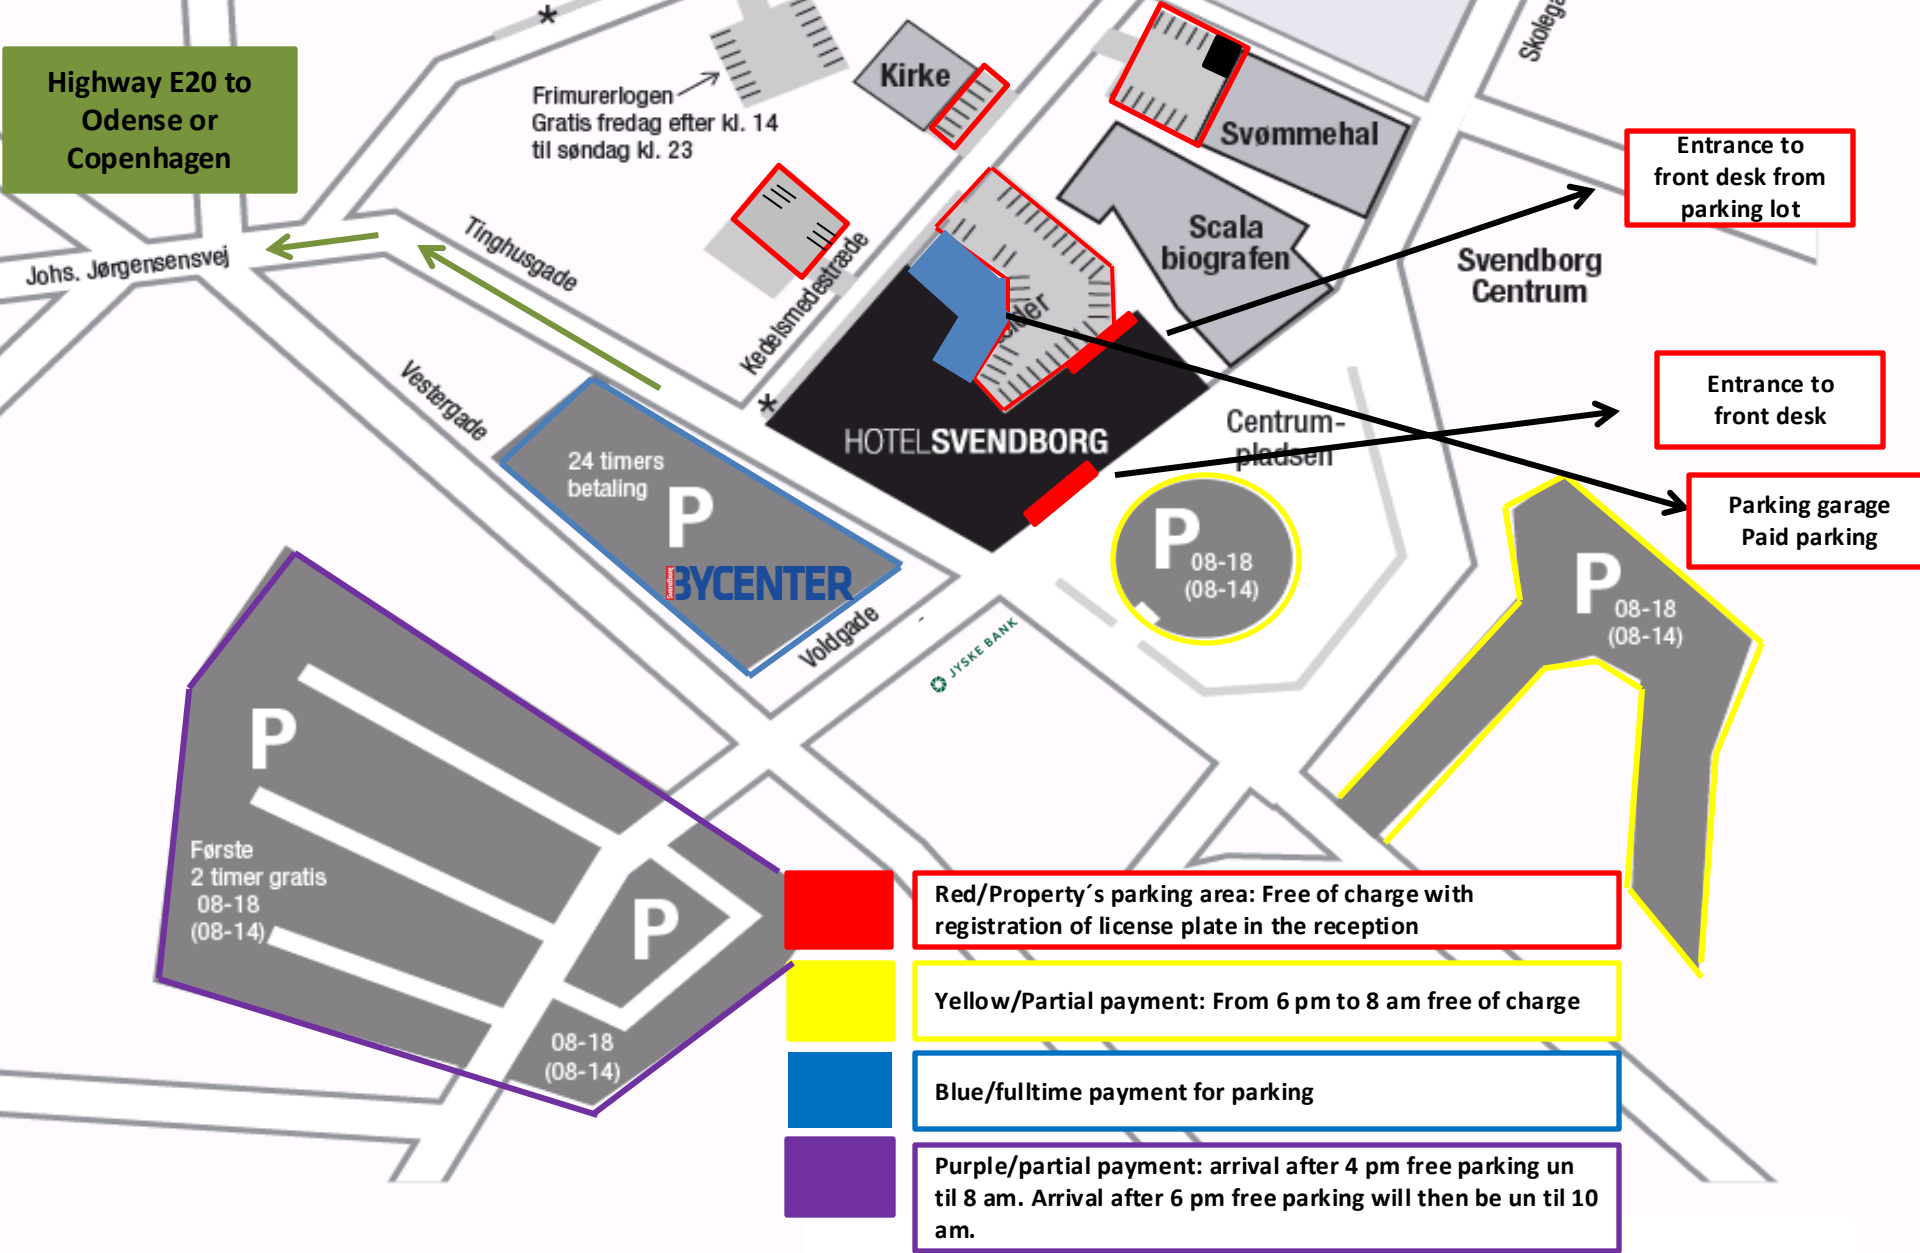 Highway E20 to
Odense or
Copenhagen
*
Frimurerlogen
Gratis fredag efter kl. 14
til søndag kl. 23
Kirke
Svømmehal
Scala
biografen
Entrance to
front desk from
parking lot
Svendborg
Centrum
Johs. Jørgensensvej
Tinghusgade
Kedelsmedestræde
Vestergade
*
HOTELSVENDBORG
Centrum-
pladsen
Entrance to
front desk
Parking garage
Paid parking
24 timers
betaling
P
Svendborg
BYCENTER
Voldgade
JYSKE BANK
P
08-18
(08-14)
P
08-18
(08-14)
P
Første
2 timer gratis
08-18
(08-14)
P
08-18
(08-14)
Red/Property´s parking area: Free of charge with
registration of license plate in the reception
Yellow/Partial payment: From 6 pm to 8 am free of charge
Blue/fulltime payment for parking
Purple/partial payment: arrival after 4 pm free parking un
til 8 am. Arrival after 6 pm free parking will then be un til 10
am.